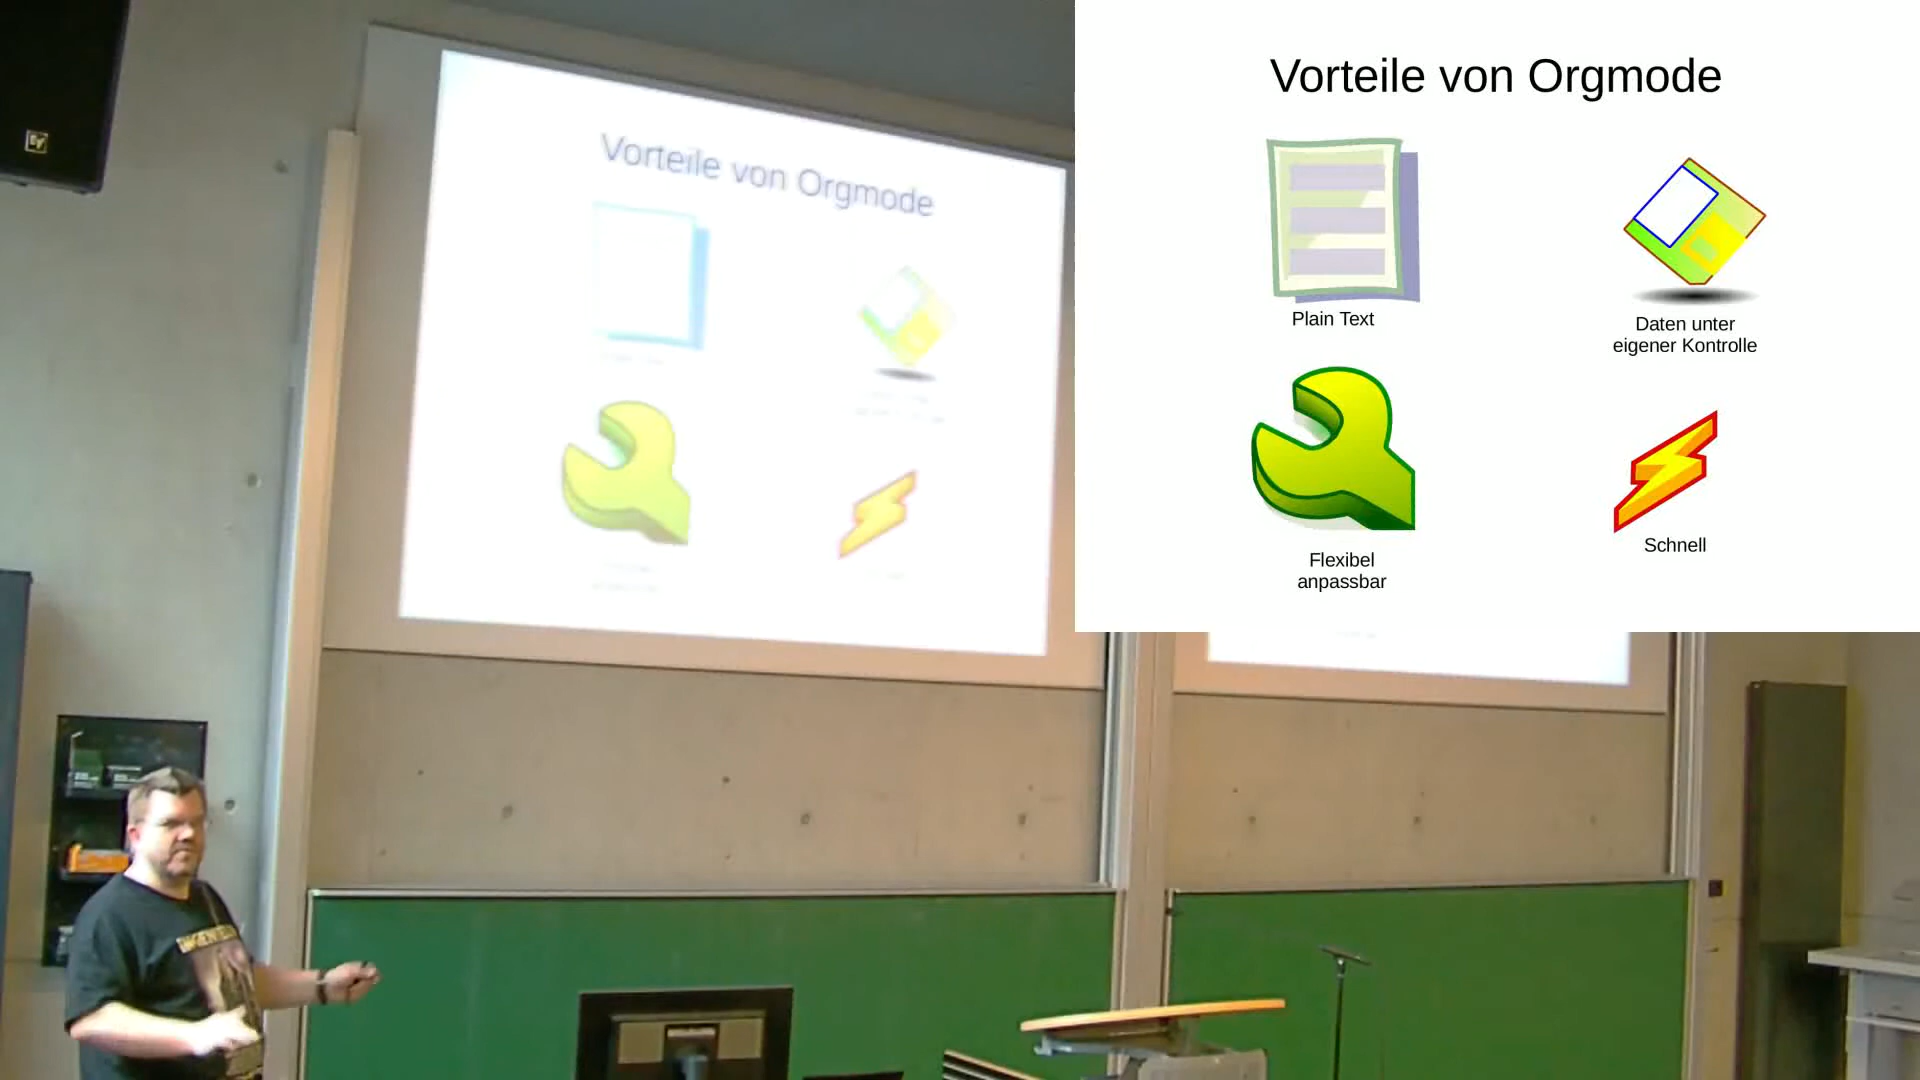 Vorteile von Orgmode
Vorteile von Orgmode
Plain Text
Daten unter
eigener Kontrolle
Flexibel
anpassbar
Schnell